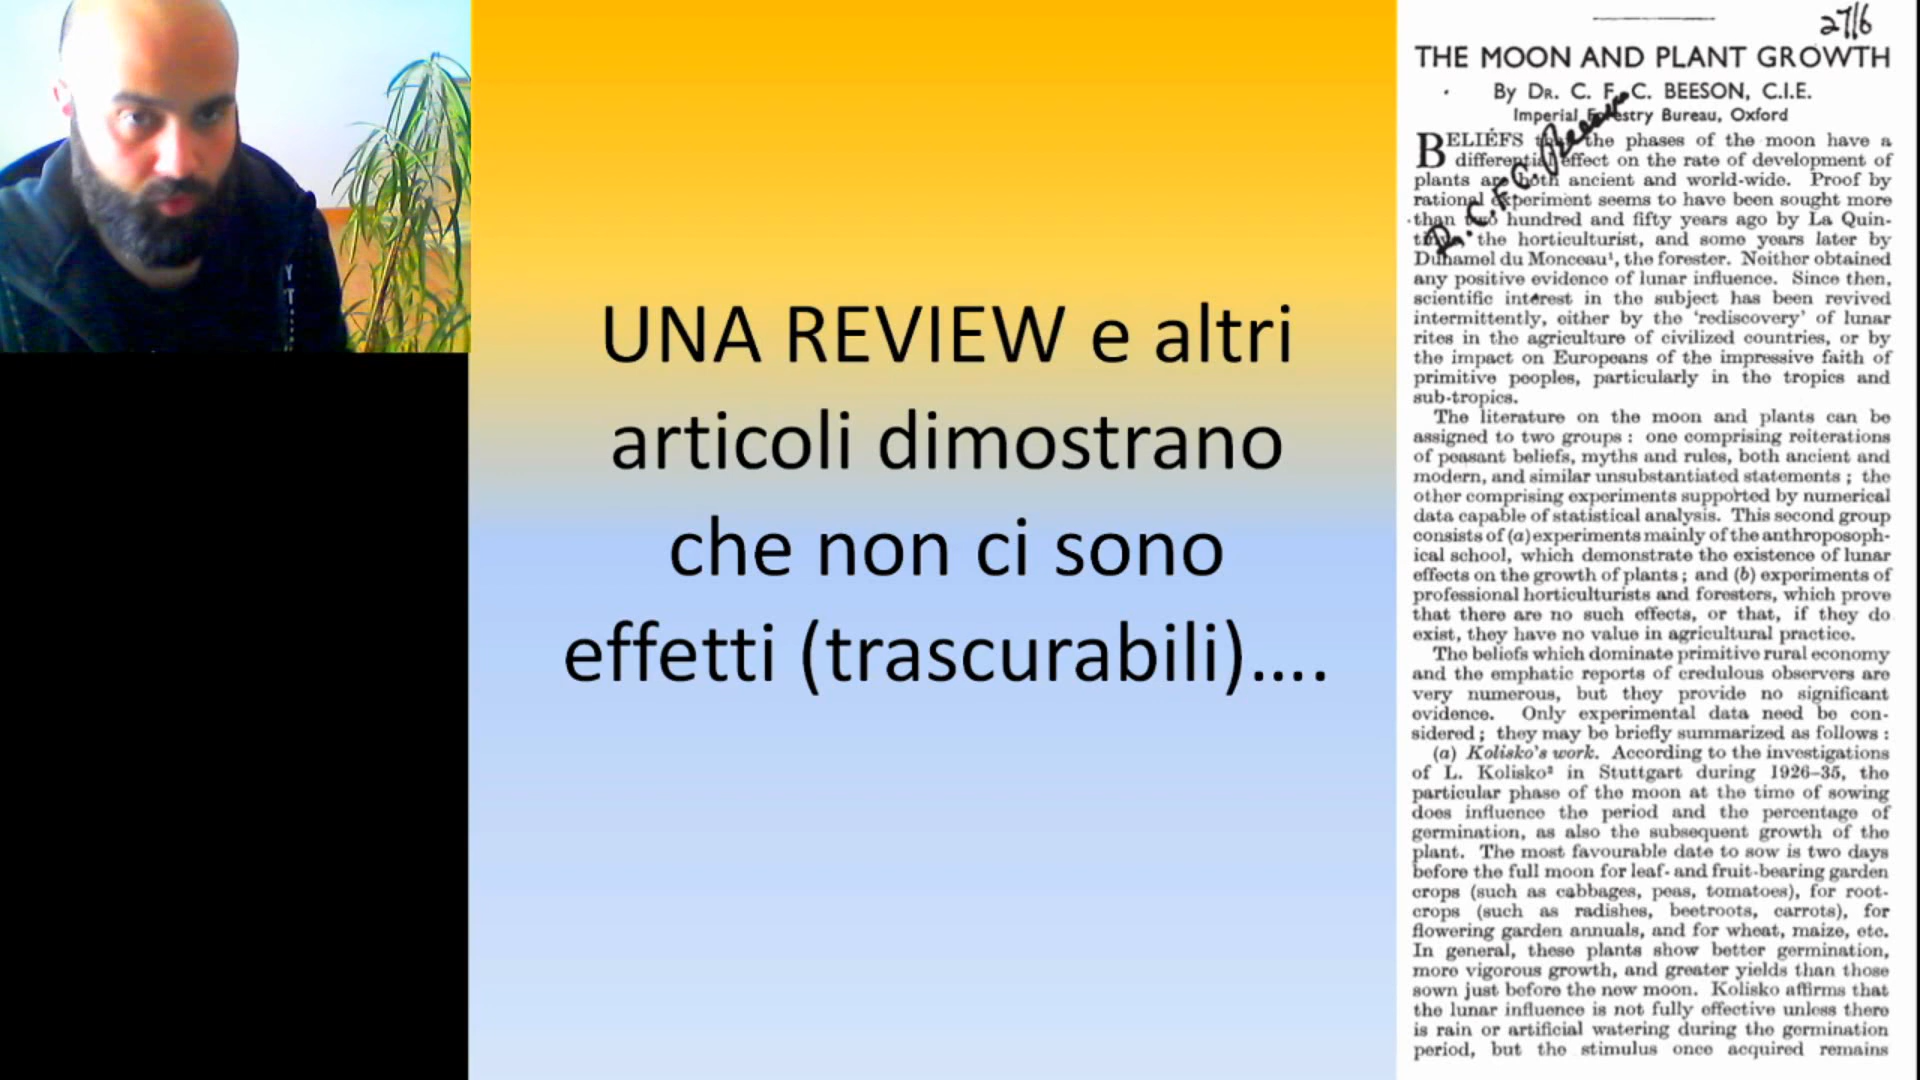 UNA REVIEW e altri
articoli dimostrano
che non ci sono
effetti (trascurabili)....
27/6
THE MOON AND PLANT GROWTH
By DR. C. F. C. BEESON, C.I.E.
Imperial Forestry Bureau, Oxford
BELIEFS that the phases of the moon have a
differential effect on the rate of development of
plants are both ancient and world-wide. Proof by
rational experiment seems to have been sought more
than two hundred and fifty years ago by La Quin-
the horticulturist, and some years later by
Duhamel du Monceau¹, the forester. Neither obtained
any positive evidence of lunar influence. Since then,
scientific interest in the subject has been revived
intermittently, either by the 'rediscovery' of lunar
rites in the agriculture of civilized countries, or by
the impact on Europeans of the impressive faith of
primitive peoples, particularly in the tropics and
sub-tropics.
The literature on the moon and plants can be
assigned to two groups : one comprising reiterations
of peasant beliefs, myths and rules, both ancient and
modern, and similar unsubstantiated statements ; the
other comprising experiments supported by numerical
data capable of statistical analysis. This second group
consists of (a) experiments mainly of the anthroposoph-
ical school, which demonstrate the existence of lunar
effects on the growth of plants ; and (b) experiments of
professional horticulturists and foresters, which prove
that there are no such effects, or that, if they do
exist, they have no value in agricultural practice.
The beliefs which dominate primitive rural economy
and the emphatic reports of credulous observers are
very numerous, but they provide no significant
evidence. Only experimental data need be con-
sidered ; they may be briefly summarized as follows :
(a) Kolisko's work. According to the investigations
of L. Kolisko² in Stuttgart during 1926–35, the
particular phase of the moon at the time of sowing
does influence the period and the percentage of
germination, as also the subsequent growth of the
plant. The most favourable date to sow is two days
before the full moon for leaf- and fruit-bearing garden
crops (such as cabbages, peas, tomatoes), for root-
crops (such as radishes, beetroots, carrots), for
flowering garden annuals, and for wheat, maize, etc.
In general, these plants show better germination,
more vigorous growth, and greater yields than those
sown just before the new moon. Kolisko affirms that
the lunar influence is not fully effective unless there
is rain or artificial watering during the germination
period, but the stimulus once acquired remains